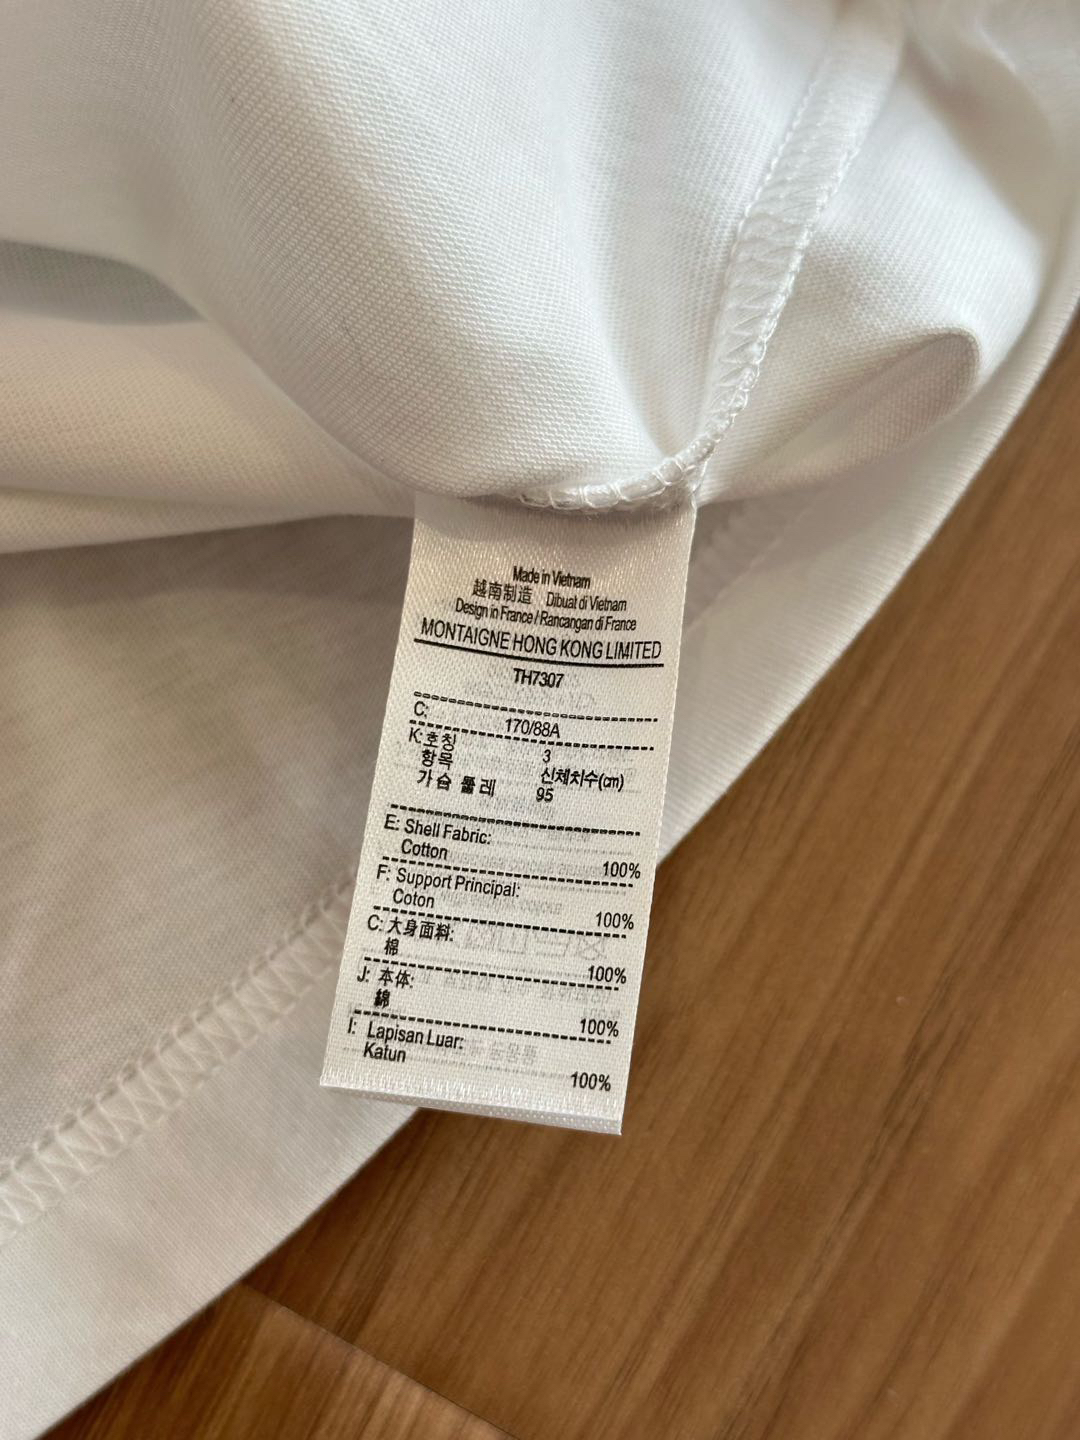 Made in Vietnam
越南制造 Dibuat di Vietnam
Design in France / Rancangan di France
MONTAIGNE HONG KONG LIMITED
TH7307
C: 170/88A
K: 호칭 3
항목 신체치수(cm)
가슴 둘레 95
E: Shell Fabric:
Cotton 100%
F: Support Principal:
Coton 100%
C: 大身面料:
棉 100%
J: 本体:
綿 100%
I: Lapisan Luar:
Katun 100%